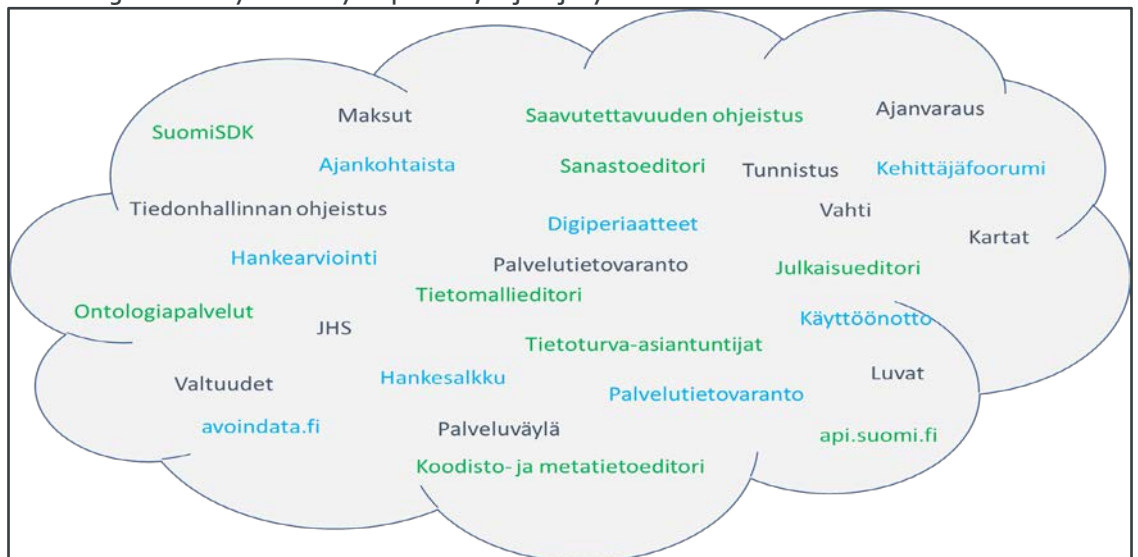 Maksut
Saavutettavuuden ohjeistus
Ajanvaraus
SuomiSDK
Ajankohtaista
Sanastoeditori
Tunnistus
Kehittäjäfoorumi
Tiedonhallinnan ohjeistus
Vahti
Digiperiaatteet
Kartat
Hankearviointi
Palvelutietovaranto
Julkaisueditori
Tietomallieditori
Ontologiapalvelut
JHS
Käyttöönotto
Tietoturva-asiantuntijat
Valtuudet
Hankesalkku
Luvat
Palvelutietovaranto
avoindata.fi
Palveluväylä
api.suomi.fi
Koodisto- ja metatietoeditori